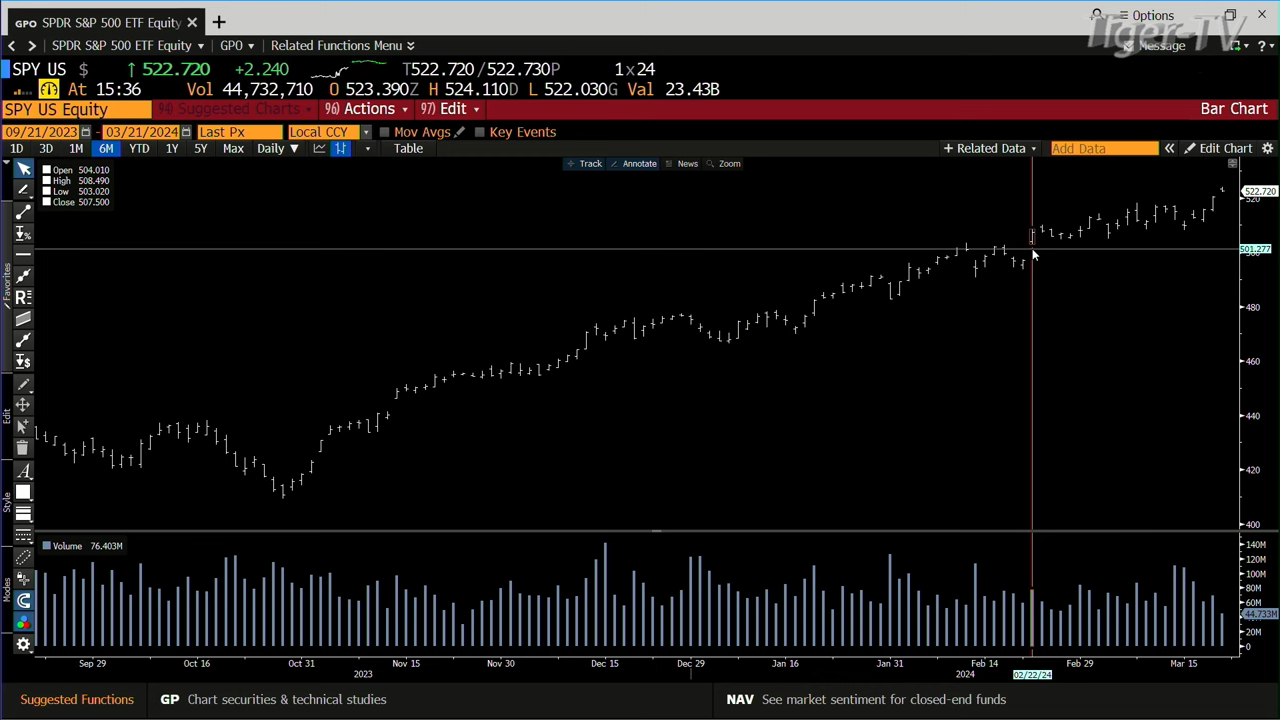 GPO SPDR S&P 500 ETF Equity
Options
Tiger-TV
SPDR S&P 500 ETF Equity GPO Related Functions Menu
Message
SPY US $ ↑ 522.720 +2.240 T522.720/522.730P 1x24
At 15:36 Vol 44,732,710 O 523.390Z H 524.110D L 522.030G Val 23.43B
SPY US Equity 94) Suggested Charts 96) Actions 97) Edit Bar Chart
09/21/2023 - 03/21/2024 Last Px Local CCY Mov Avgs Key Events
1D 3D 1M 6M YTD 1Y 5Y Max Daily ▼ Table + Related Data Add Data « Edit Chart
Track Annotate News Zoom
Open 504.010
High 508.490
Low 503.020
Close 507.500
522.720
520
501.277
500
480
460
440
420
400
Favorites
Edit
Style
Modes
Volume 76.403M
140M
120M
100M
80M
60M
44.733M
20M
0
Sep 29 Oct 16 Oct 31 Nov 15 Nov 30 Dec 15 Dec 29 Jan 16 Jan 31 Feb 14 Feb 29 Mar 15
2023 2024 02/22/24
Suggested Functions GP Chart securities & technical studies NAV See market sentiment for closed-end funds